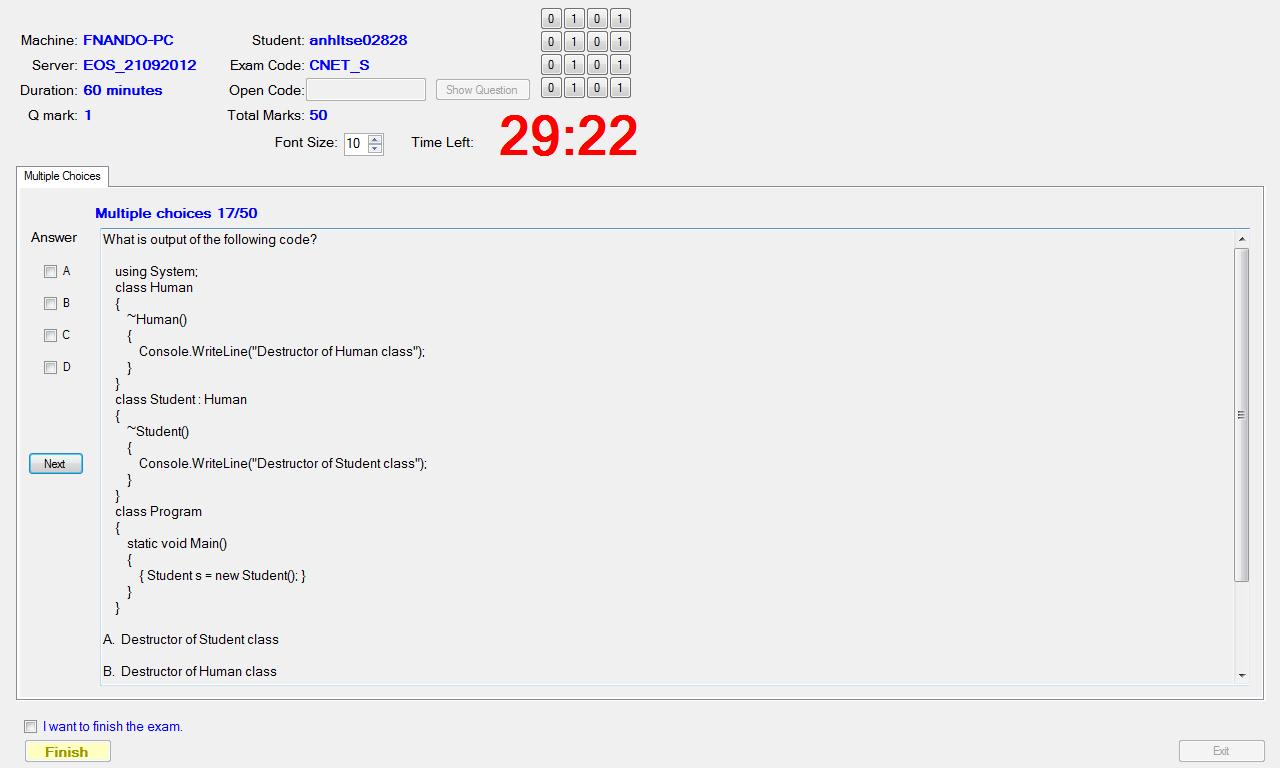 Machine: FNANDO-PC
Student: anhltse02828
Server: EOS_21092012
Exam Code: CNET_S
Duration: 60 minutes
Open Code:
Show Question
Q mark: 1
Total Marks: 50
Font Size: 10
Time Left: 29:22
0 1 0 1
0 1 0 1
0 1 0 1
0 1 0 1
Multiple Choices
Multiple choices 17/50
Answer
A
B
C
D
Next
What is output of the following code?
using System;
class Human
{
~Human()
{
Console.WriteLine("Destructor of Human class");
}
}
class Student : Human
{
~Student()
{
Console.WriteLine("Destructor of Student class");
}
}
class Program
{
static void Main()
{
{ Student s = new Student(); }
}
}
A. Destructor of Student class
B. Destructor of Human class
I want to finish the exam.
Finish
Exit